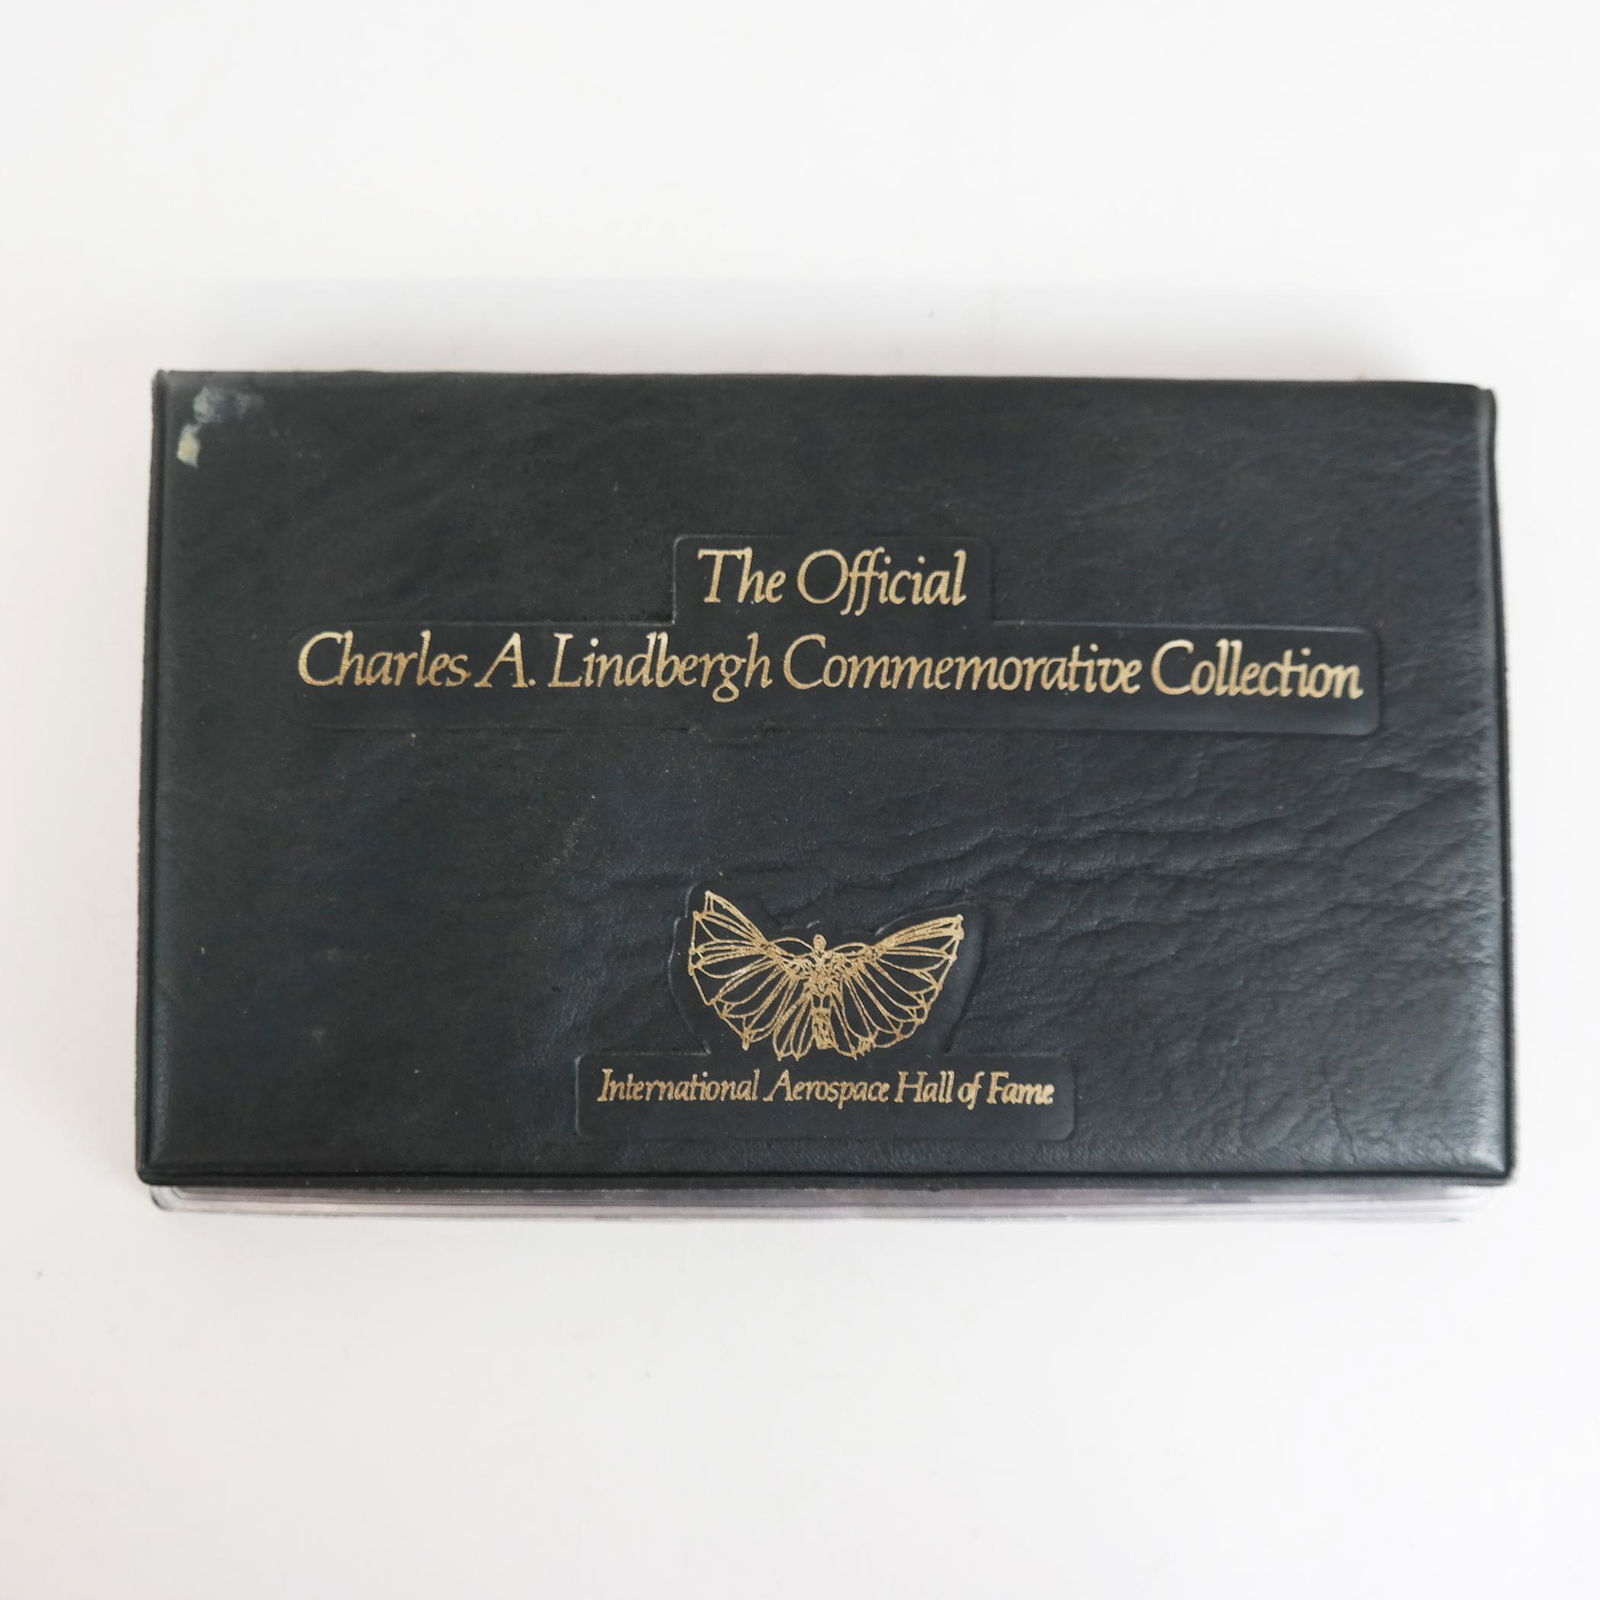 The Official
Charles A. Lindbergh Commemorative Collection
International Aerospace Hall of Fame